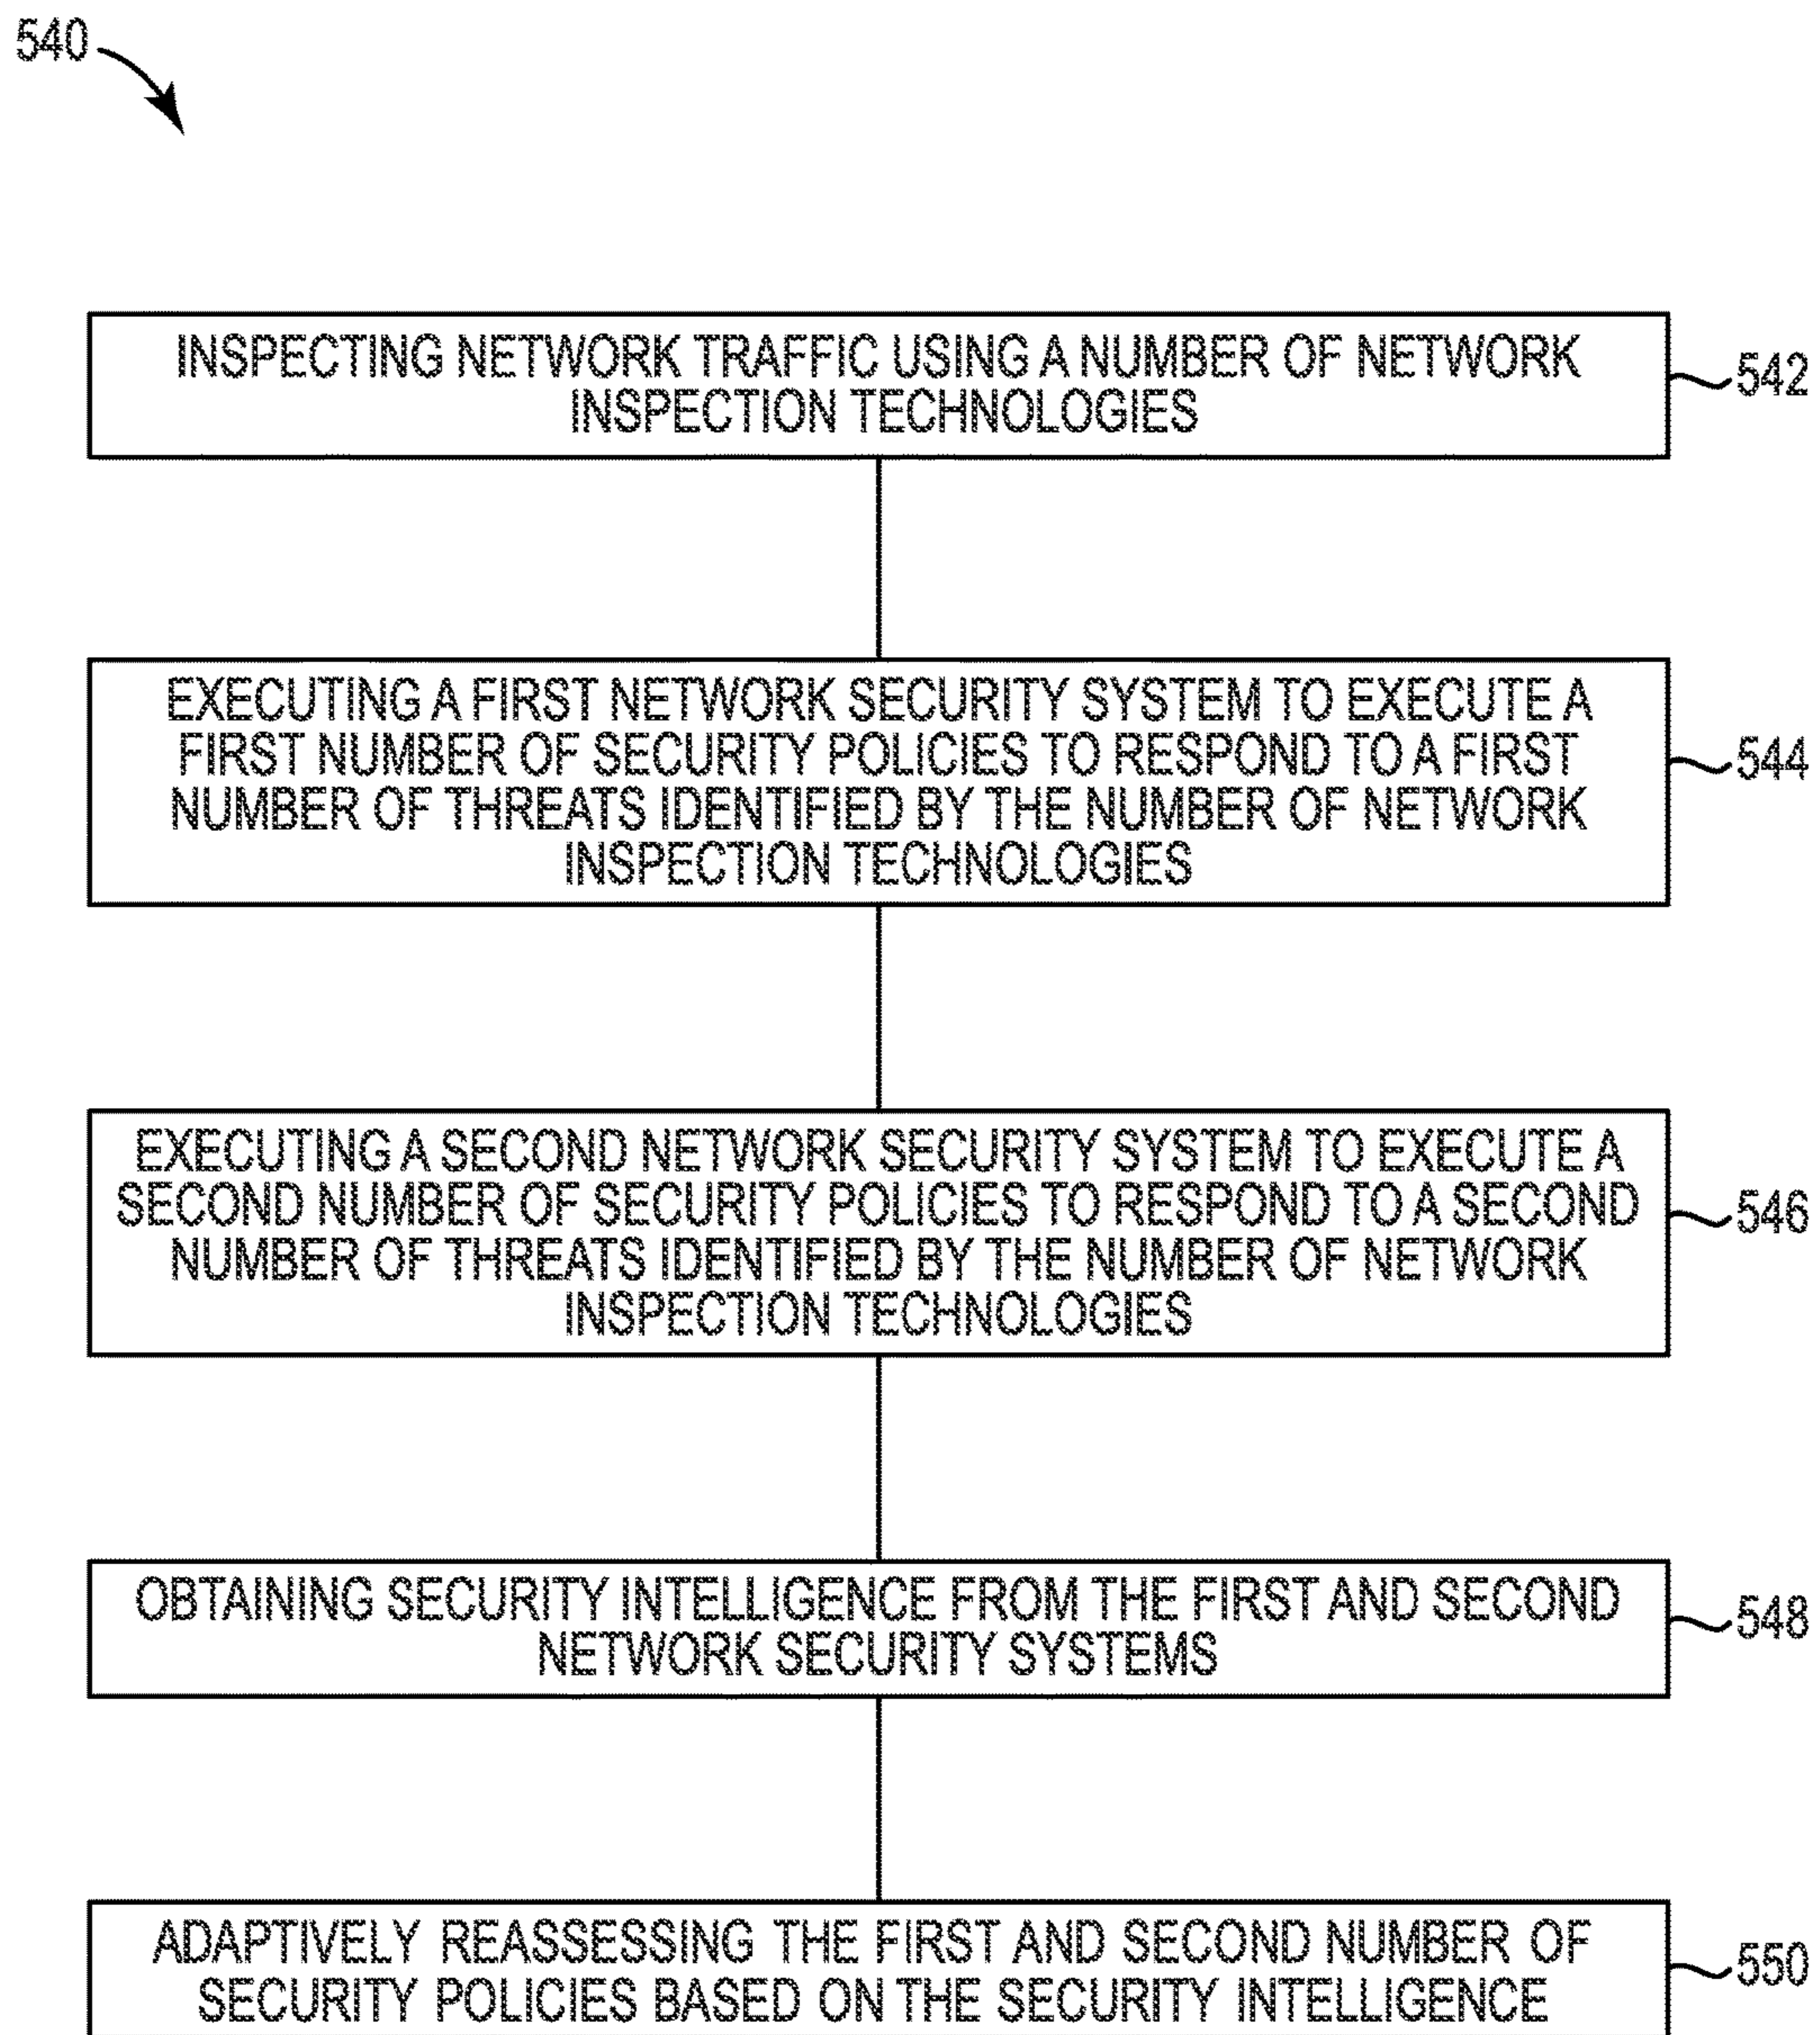 540
INSPECTING NETWORK TRAFFIC USING A NUMBER OF NETWORK
INSPECTION TECHNOLOGIES
542
EXECUTING A FIRST NETWORK SECURITY SYSTEM TO EXECUTE A
FIRST NUMBER OF SECURITY POLICIES TO RESPOND TO A FIRST
NUMBER OF THREATS IDENTIFIED BY THE NUMBER OF NETWORK
INSPECTION TECHNOLOGIES
544
EXECUTING A SECOND NETWORK SECURITY SYSTEM TO EXECUTE A
SECOND NUMBER OF SECURITY POLICIES TO RESPOND TO A SECOND
NUMBER OF THREATS IDENTIFIED BY THE NUMBER OF NETWORK
INSPECTION TECHNOLOGIES
546
OBTAINING SECURITY INTELLIGENCE FROM THE FIRST AND SECOND
NETWORK SECURITY SYSTEMS
548
ADAPTIVELY REASSESSING THE FIRST AND SECOND NUMBER OF
SECURITY POLICIES BASED ON THE SECURITY INTELLIGENCE
550